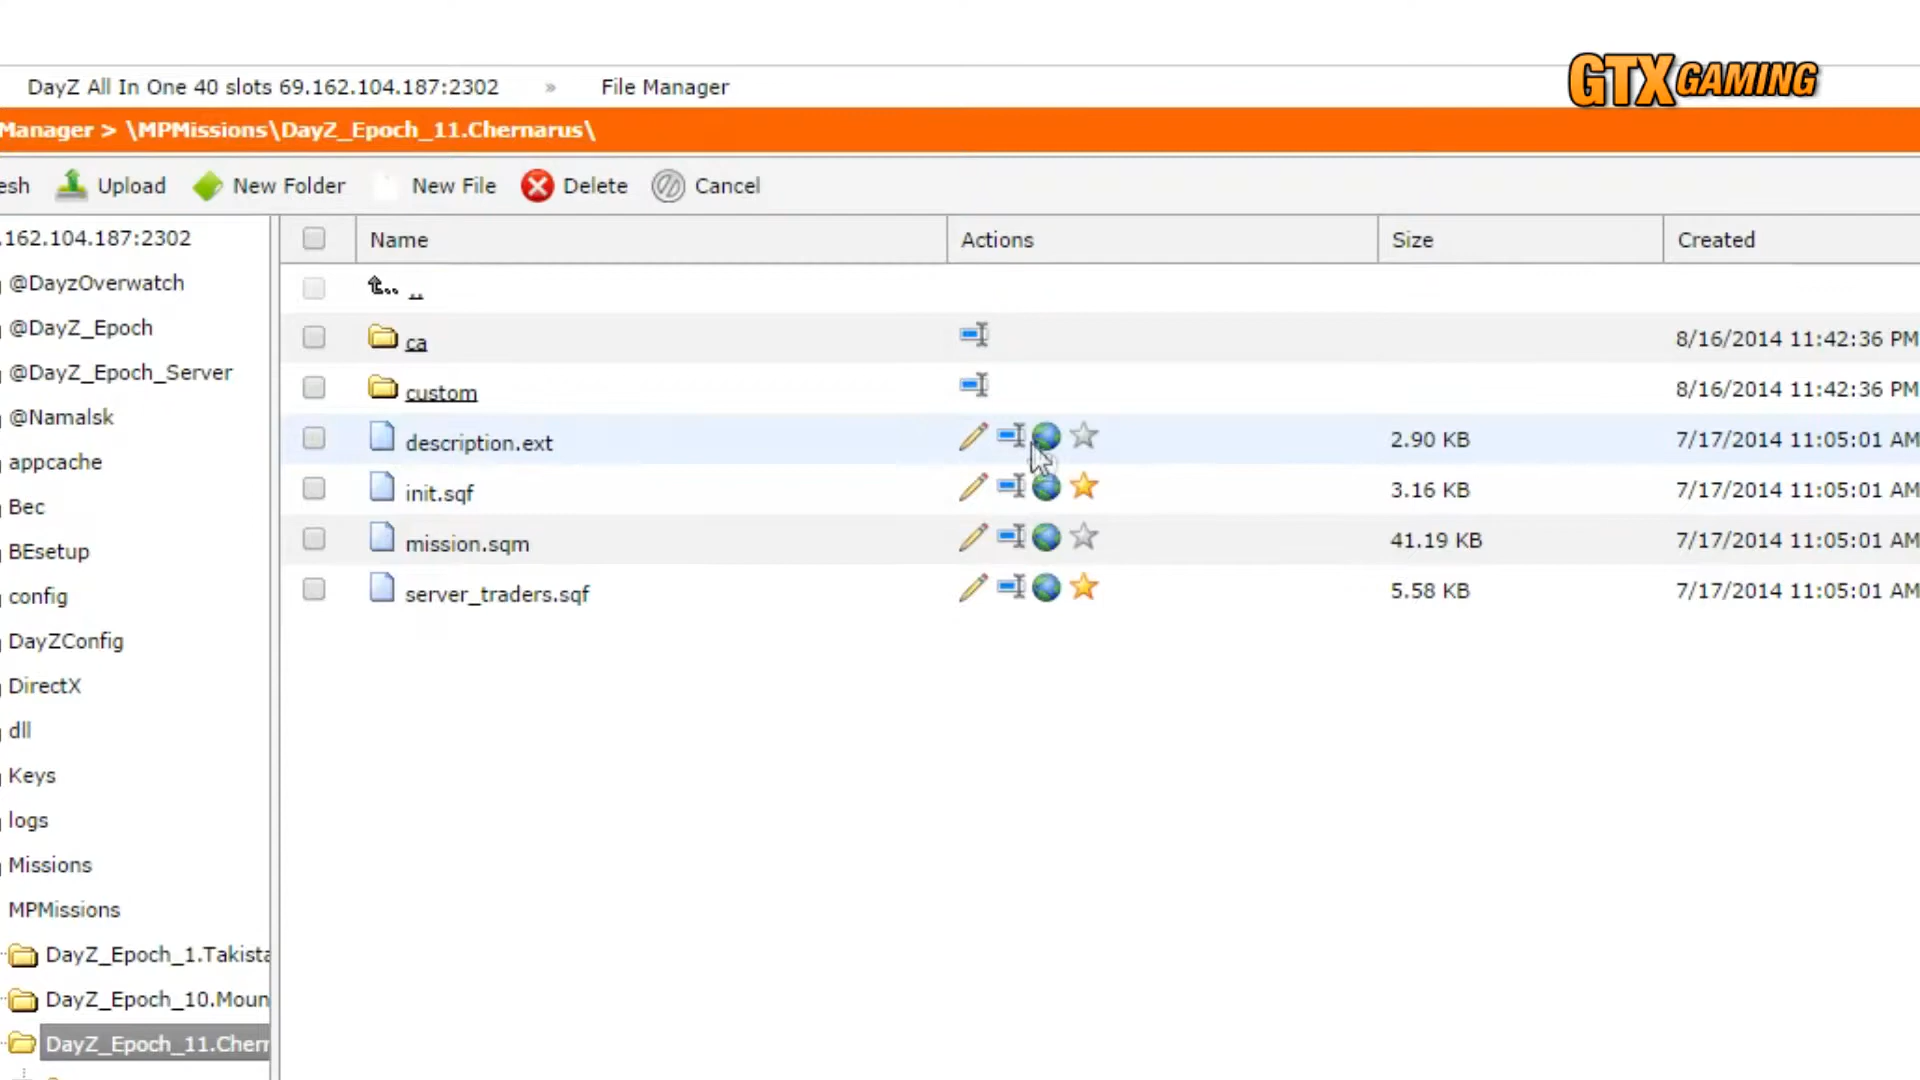 GTX GAMING
DayZ All In One 40 slots 69.162.104.187:2302 » File Manager
Manager > \MPMissions\DayZ_Epoch_11.Chernarus\
esh Upload New Folder New File Delete Cancel
.162.104.187:2302
@DayzOverwatch
@DayZ_Epoch
@DayZ_Epoch_Server
@Namalsk
appcache
Bec
BEsetup
config
DayZConfig
DirectX
dll
Keys
logs
Missions
MPMissions
DayZ_Epoch_1.Takista
DayZ_Epoch_10.Moun
DayZ_Epoch_11.Chern
Name Actions Size Created
..
ca 8/16/2014 11:42:36 PM
custom 8/16/2014 11:42:36 PM
description.ext 2.90 KB 7/17/2014 11:05:01 AM
init.sqf 3.16 KB 7/17/2014 11:05:01 AM
mission.sqm 41.19 KB 7/17/2014 11:05:01 AM
server_traders.sqf 5.58 KB 7/17/2014 11:05:01 AM